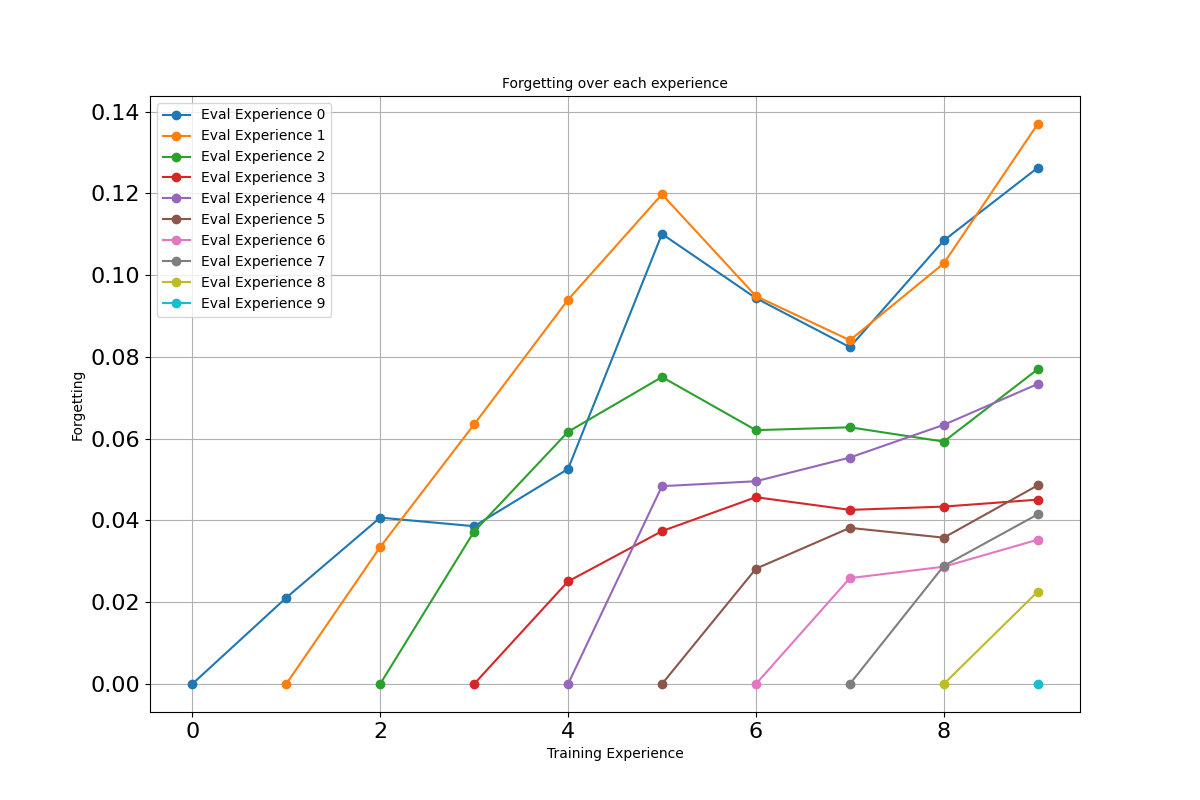 Forgetting over each experience
Forgetting
0.14
0.12
0.10
0.08
0.06
0.04
0.02
0.00
Eval Experience 0
Eval Experience 1
Eval Experience 2
Eval Experience 3
Eval Experience 4
Eval Experience 5
Eval Experience 6
Eval Experience 7
Eval Experience 8
Eval Experience 9
0 2 4 6 8
Training Experience